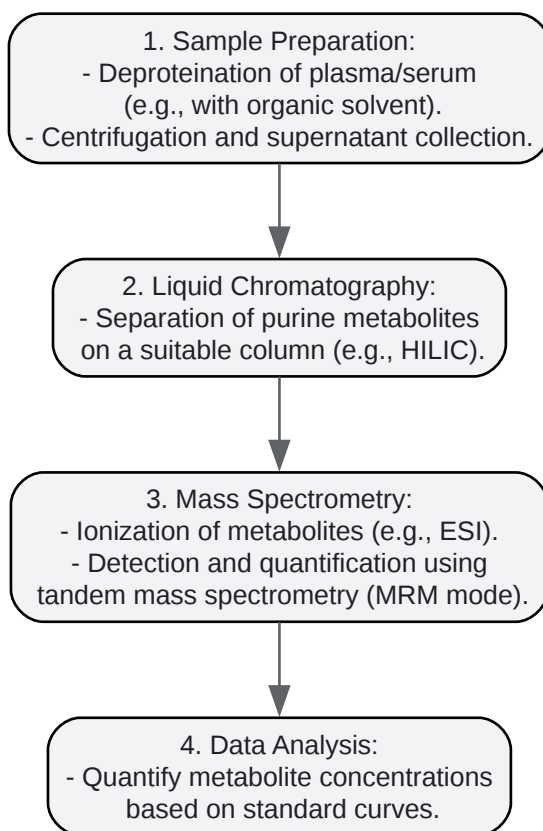 1. Sample Preparation:
- Deproteination of plasma/serum
(e.g., with organic solvent).
- Centrifugation and supernatant collection.
2. Liquid Chromatography:
- Separation of purine metabolites
on a suitable column (e.g., HILIC).
3. Mass Spectrometry:
- Ionization of metabolites (e.g., ESI).
- Detection and quantification using
tandem mass spectrometry (MRM mode).
4. Data Analysis:
- Quantify metabolite concentrations
based on standard curves.